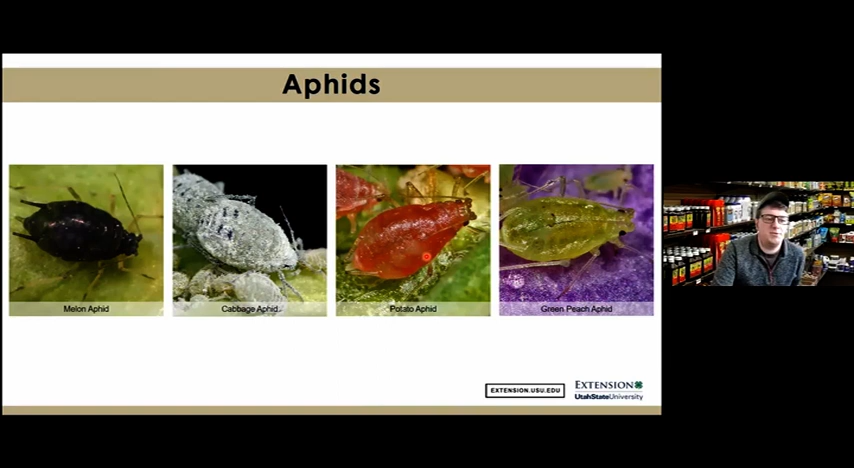 Aphids
Melon Aphid
Cabbage Aphid
Potato Aphid
Green Peach Aphid
EXTENSION.USU.EDU
EXTENSION
UtahStateUniversity